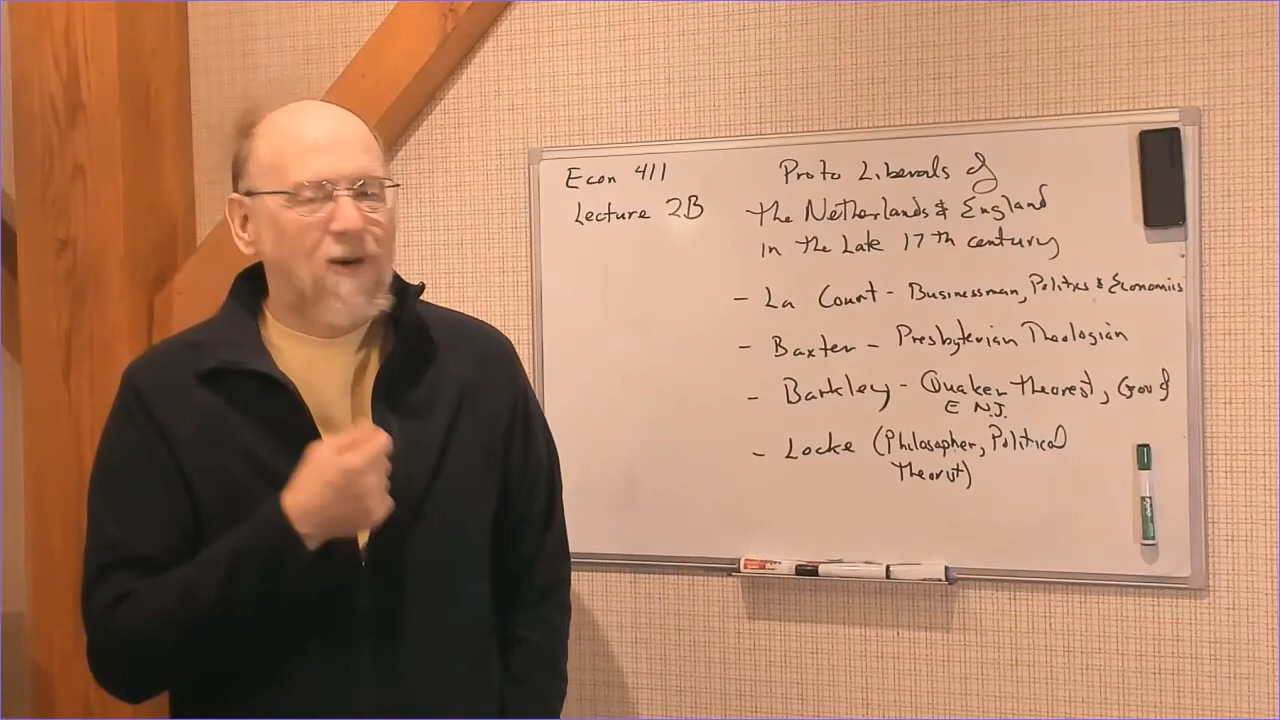 Econ 411
Lecture 2B
Proto Liberals of
the Netherlands & England
in the Late 17th century
- La Court - Businessman, Politics & Economics
- Baxter - Presbyterian Theologian
- Barkley - Quaker theorest, Gov of
E N.J.
- Locke (Philosopher, Political
Theorist)